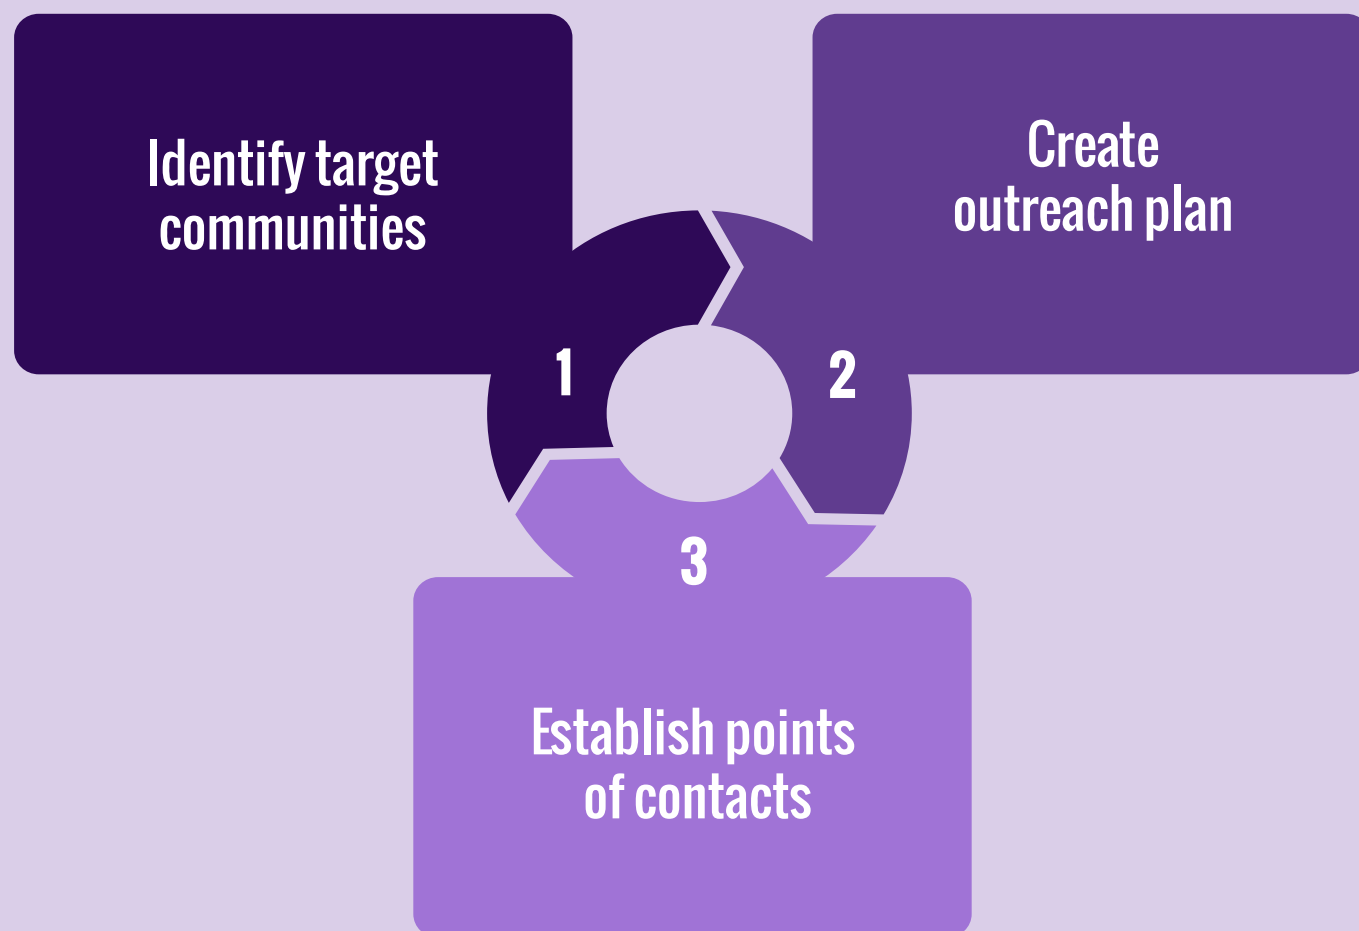 Identify target
communities
1
Create
outreach plan
2
3
Establish points
of contacts